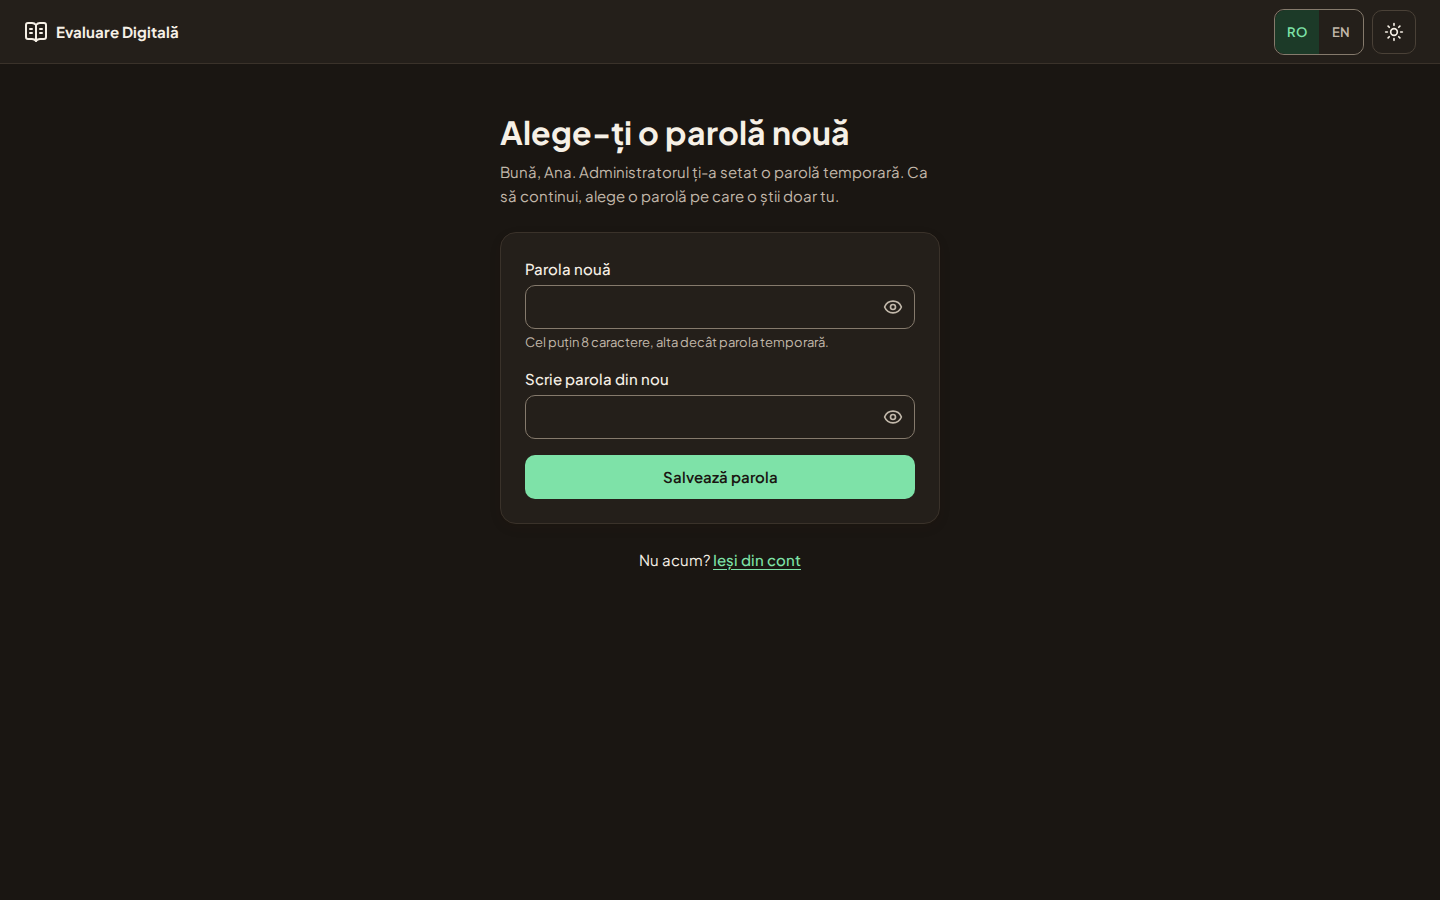 Evaluare Digitală
RO
EN
Alege-ți o parolă nouă
Bună, Ana. Administratorul ți-a setat o parolă temporară. Ca
să continui, alege o parolă pe care o știi doar tu.
Parola nouă
Cel puțin 8 caractere, alta decât parola temporară.
Scrie parola din nou
Salvează parola
Nu acum? Ieși din cont